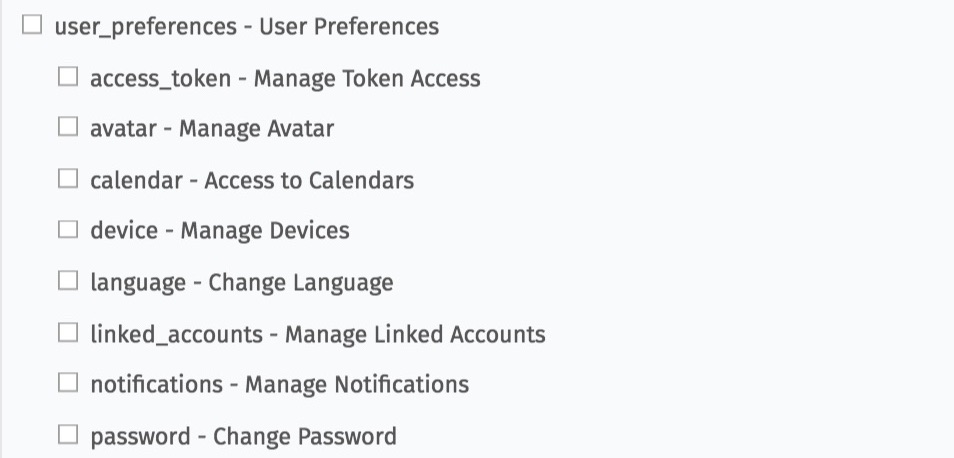 user_preferences - User Preferences
access_token - Manage Token Access
avatar - Manage Avatar
calendar - Access to Calendars
device - Manage Devices
language - Change Language
linked_accounts - Manage Linked Accounts
notifications - Manage Notifications
password - Change Password